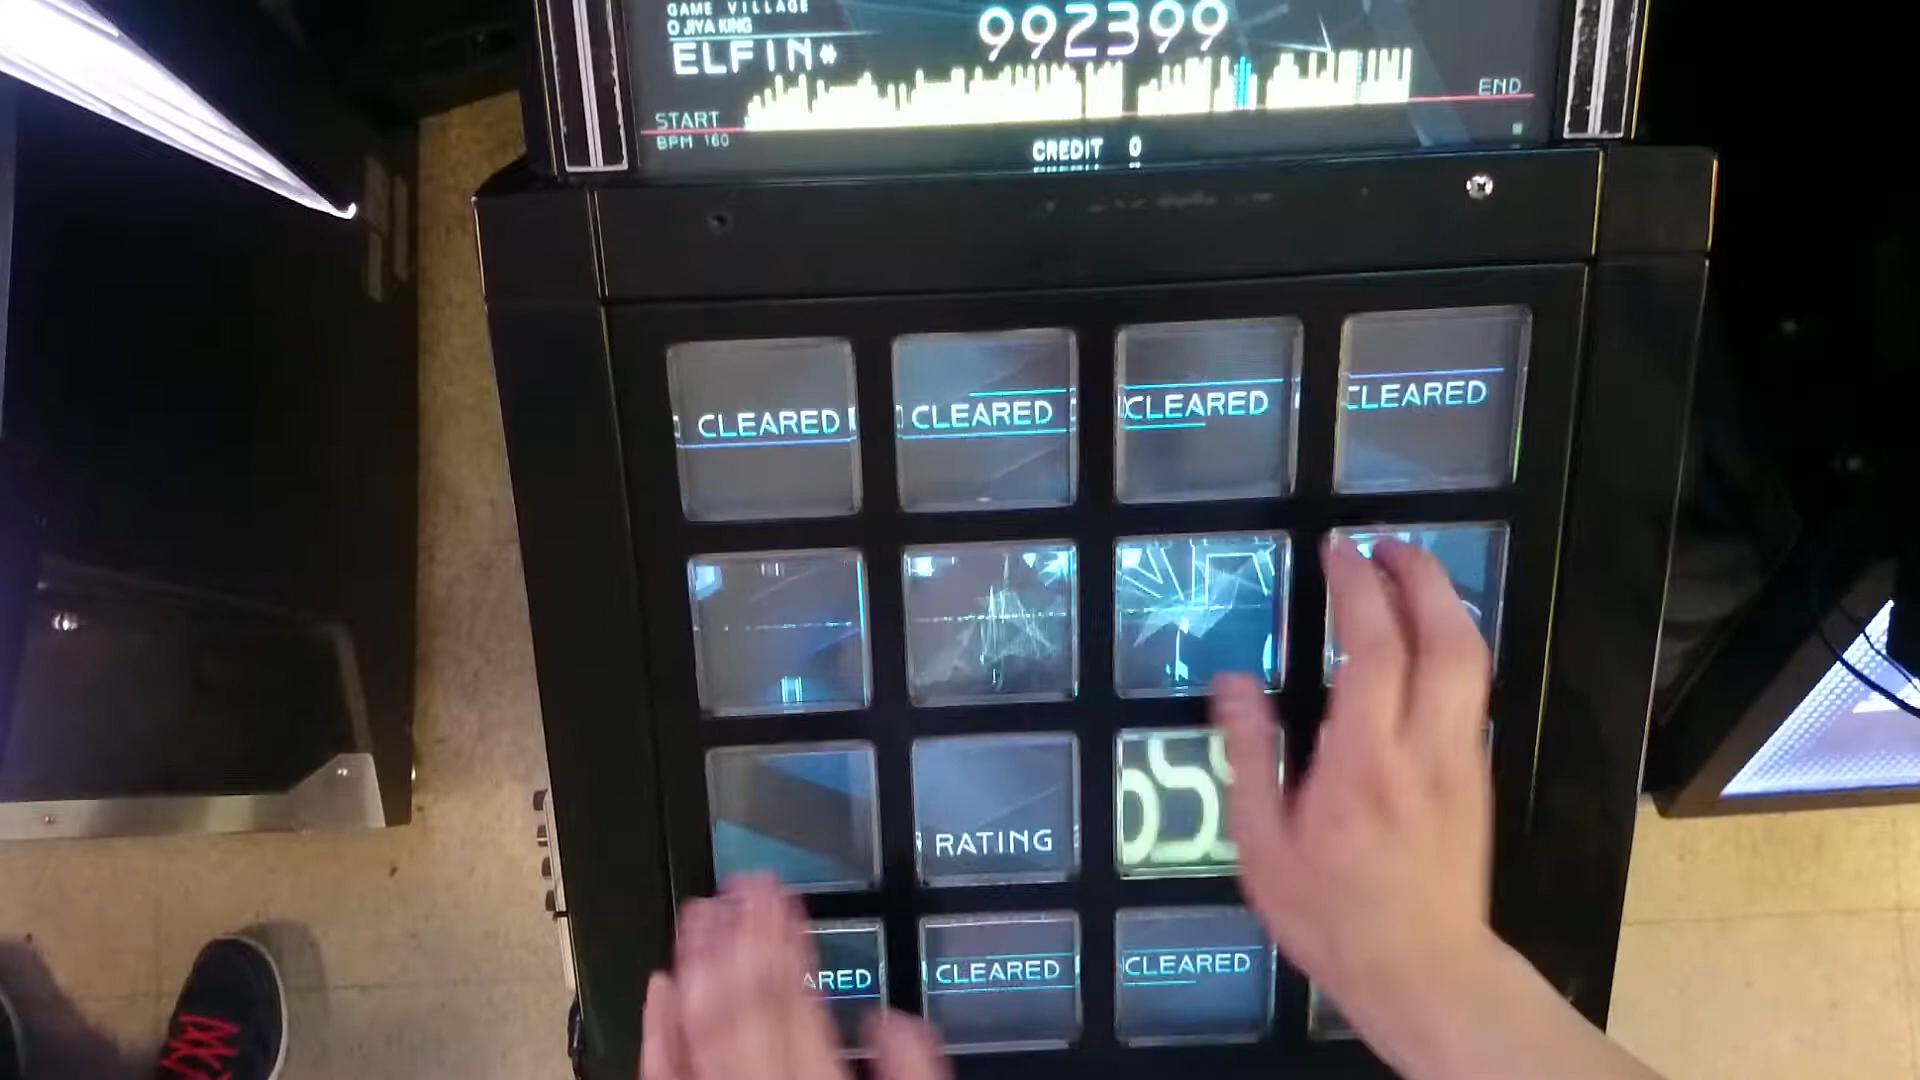 GAME VILLAGE
O JIYA KING
ELFIN*
992399
START
END
BPM 160
CREDIT 0
CLEARED
CLEARED
CLEARED
CLEARED
RATING
CLEARED
CLEARED